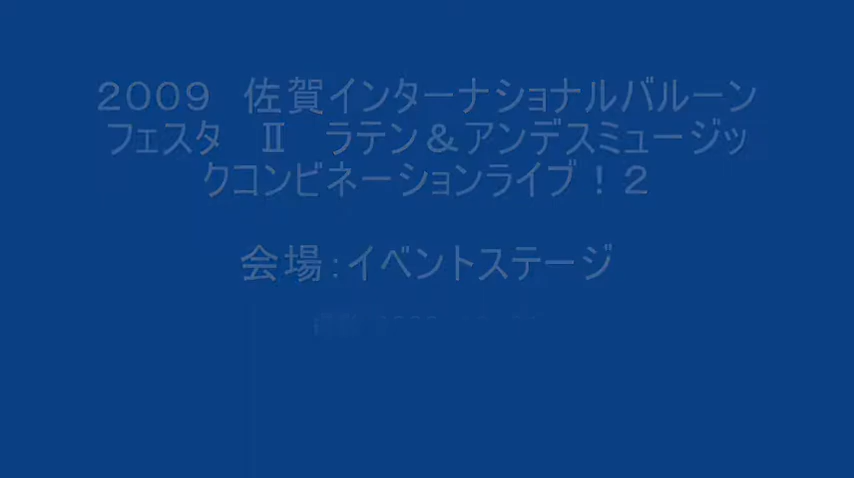 ２００９　佐賀インターナショナルバルーン
フェスタ　Ⅱ　ラテン＆アンデスミュージッ
クコンビネーションライブ！２
会場：イベントステージ